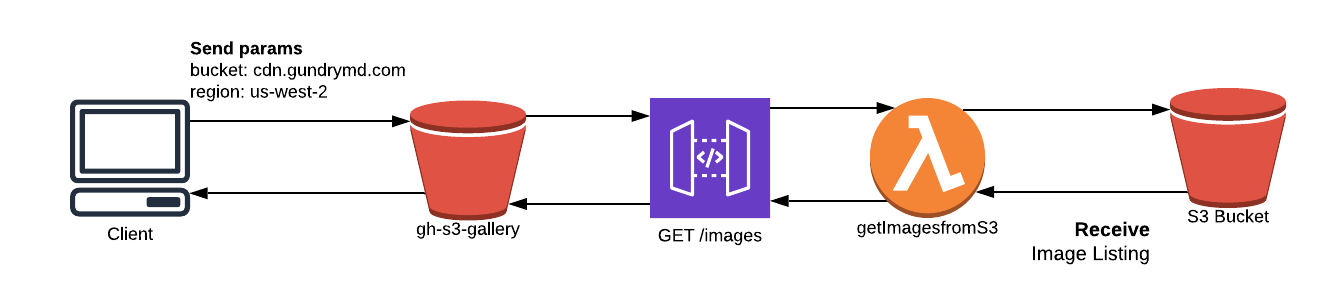 Send params
bucket: cdn.gundrymd.com
region: us-west-2
</>
Client
gh-s3-gallery
GET /images
getImagesfromS3
S3 Bucket
Receive
Image Listing